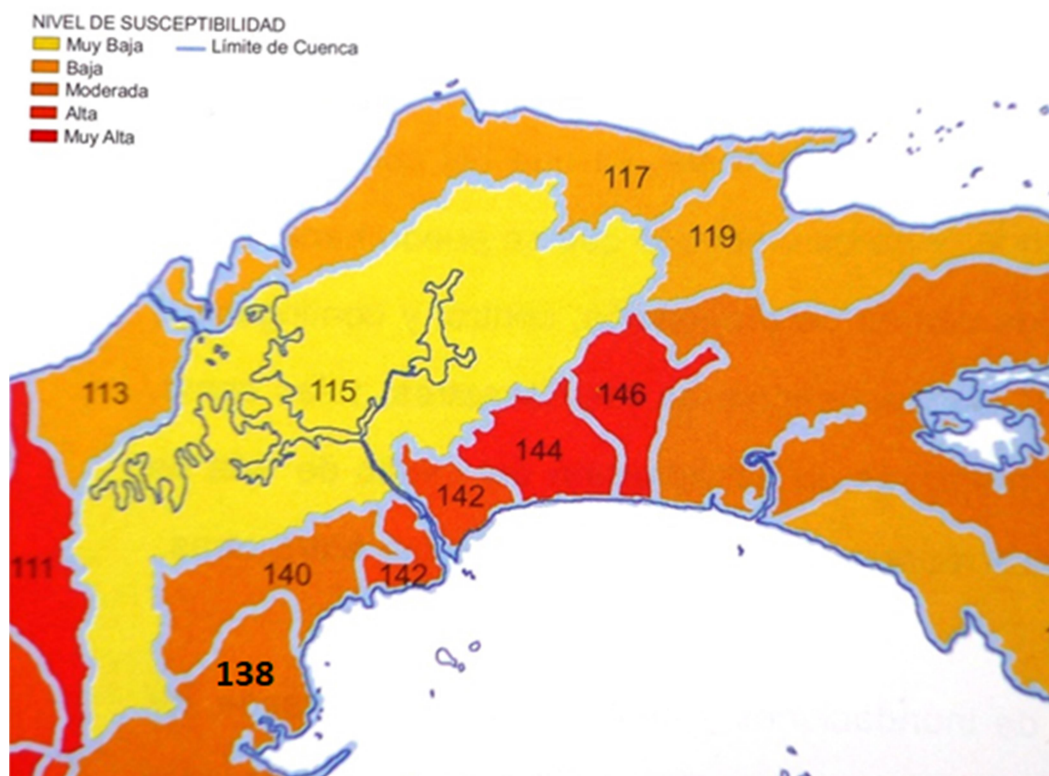 NIVEL DE SUSCEPTIBILIDAD
Muy Baja
Límite de Cuenca
Baja
Moderada
Alta
Muy Alta
117
119
113
115
146
144
142
111
140
142
138